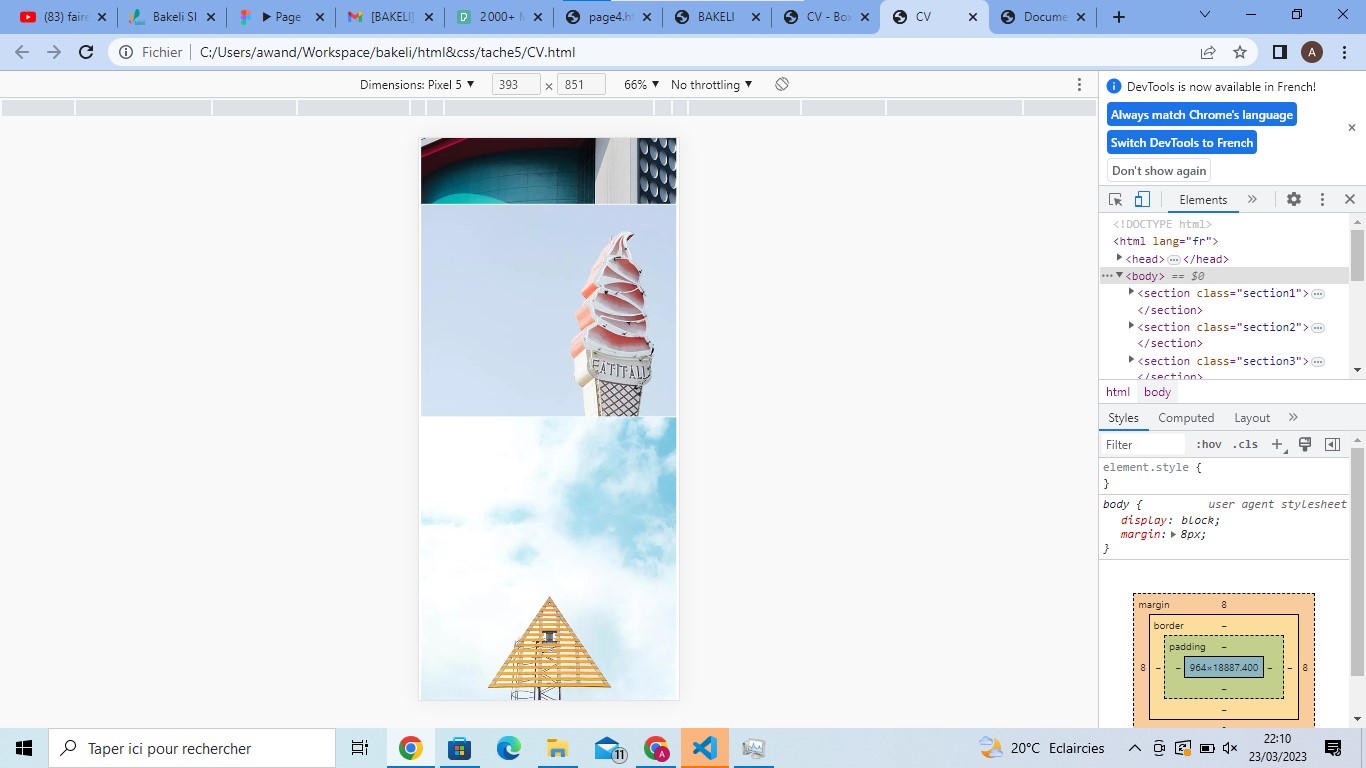 (83) faire
Bakeli Sl
Page
[BAKELI]
2 000+ M
page4.ht
BAKELI
CV - Box
CV
Docume
Fichier
C:/Users/awand/Workspace/bakeli/html&css/tache5/CV.html
A
Dimensions: Pixel 5 ▼ 393 × 851 66% ▼ No throttling ▼
DevTools is now available in French!
Always match Chrome's language
Switch DevTools to French
Don't show again
Elements
<!DOCTYPE html>
<html lang="fr">
<head>…</head>
<body> == $0
<section class="section1">…
</section>
<section class="section2">…
</section>
<section class="section3">…
</section>
html body
Styles Computed Layout
Filter :hov .cls
element.style {
}
body { user agent stylesheet
display: block;
margin: 8px;
}
margin 8
border –
padding –
8 – – 964×18887.400 – – 8
–
–
EATITALL
Taper ici pour rechercher
11
A
20°C Eclaircies
22:10
23/03/2023